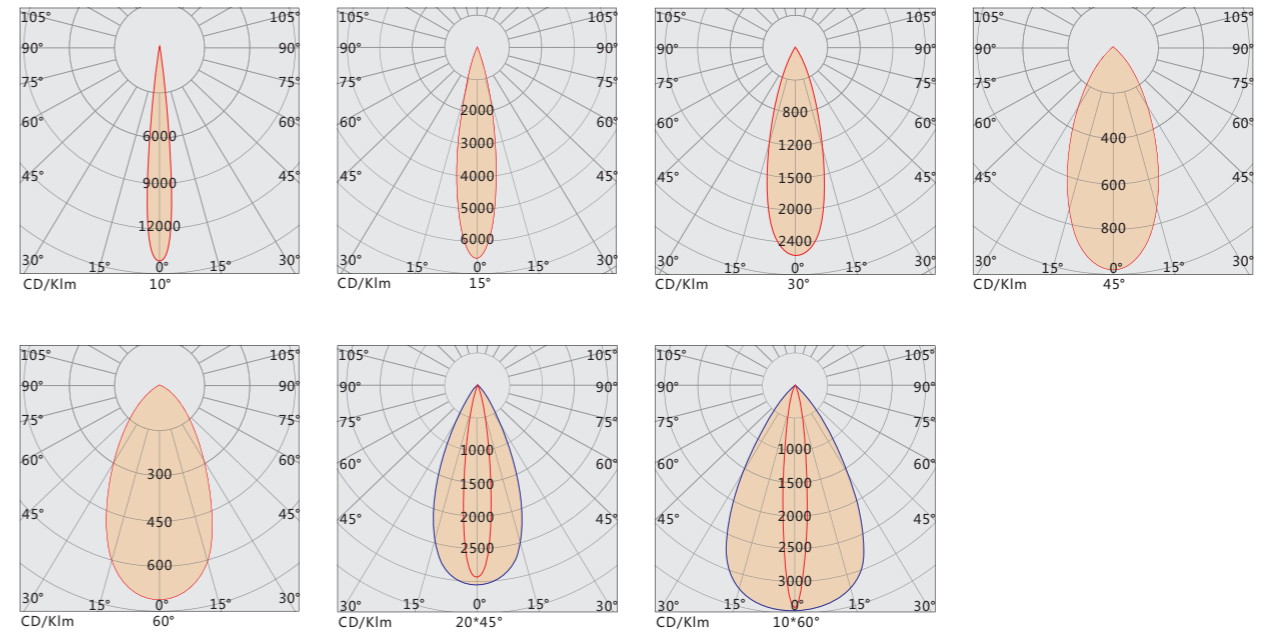 105° 105° 105° 105° 105° 105° 105° 105°
90° 90° 90° 90° 90° 90° 90° 90°
75° 75° 75° 75° 75° 75° 75° 75°
2000 800
60° 60° 60° 60° 60° 60° 60° 60°
6000 3000 1200 400
45° 45° 45° 45° 45° 45° 45° 45°
9000 4000 1500 600
12000 5000 2000 800
6000 2400
30° 15° 0° 15° 30° 30° 15° 0° 15° 30° 30° 15° 0° 15° 30° 30° 15° 0° 15° 30°
CD/Klm 10° CD/Klm 15° CD/Klm 30° CD/Klm 45°
105° 105° 105° 105° 105° 105°
90° 90° 90° 90° 90° 90°
75° 75° 75° 75° 75° 75°
1000 1000
60° 60° 60° 60° 60° 60°
300 1500 1500
45° 45° 45° 45° 45° 45°
450 2000 2000
600 2500 2500
3000
30° 15° 0° 15° 30° 30° 15° 0° 15° 30° 30° 15° 0° 15° 30°
CD/Klm 60° CD/Klm 20*45° CD/Klm 10*60°